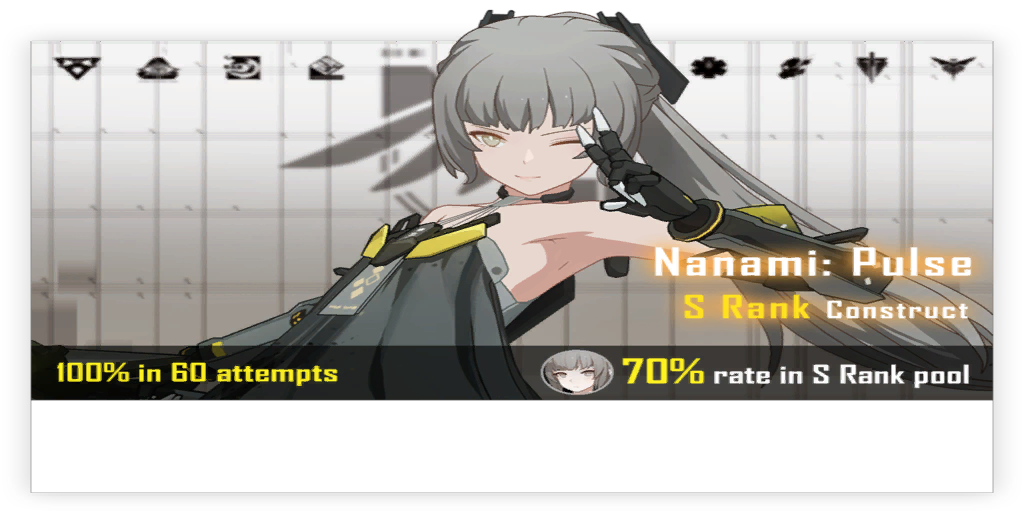 Nanami: Pulse
S Rank Construct
100% in 60 attempts
70% rate in S Rank pool